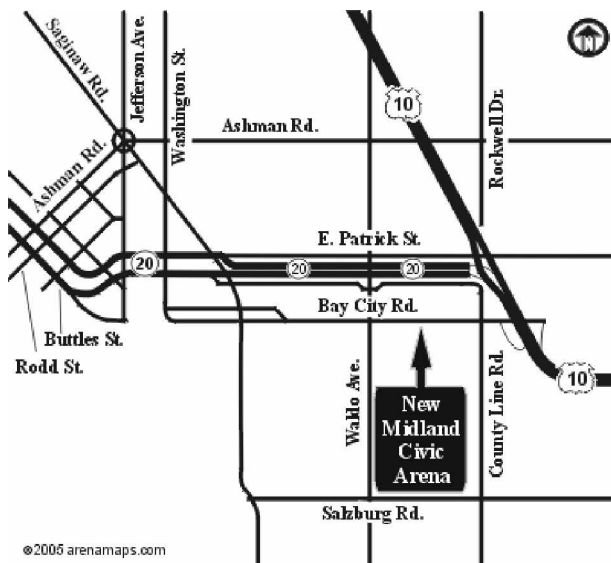 Saginaw Rd.
Jefferson Ave.
Washington St.
N
10
Rockwell Dr.
Ashman Rd.
Ashman Rd.
E. Patrick St.
20
20
20
Bay City Rd.
Buttles St.
Rodd St.
Waldo Ave.
County Line Rd.
10
New
Midland
Civic
Arena
Salzburg Rd.
©2005 arenamaps.com